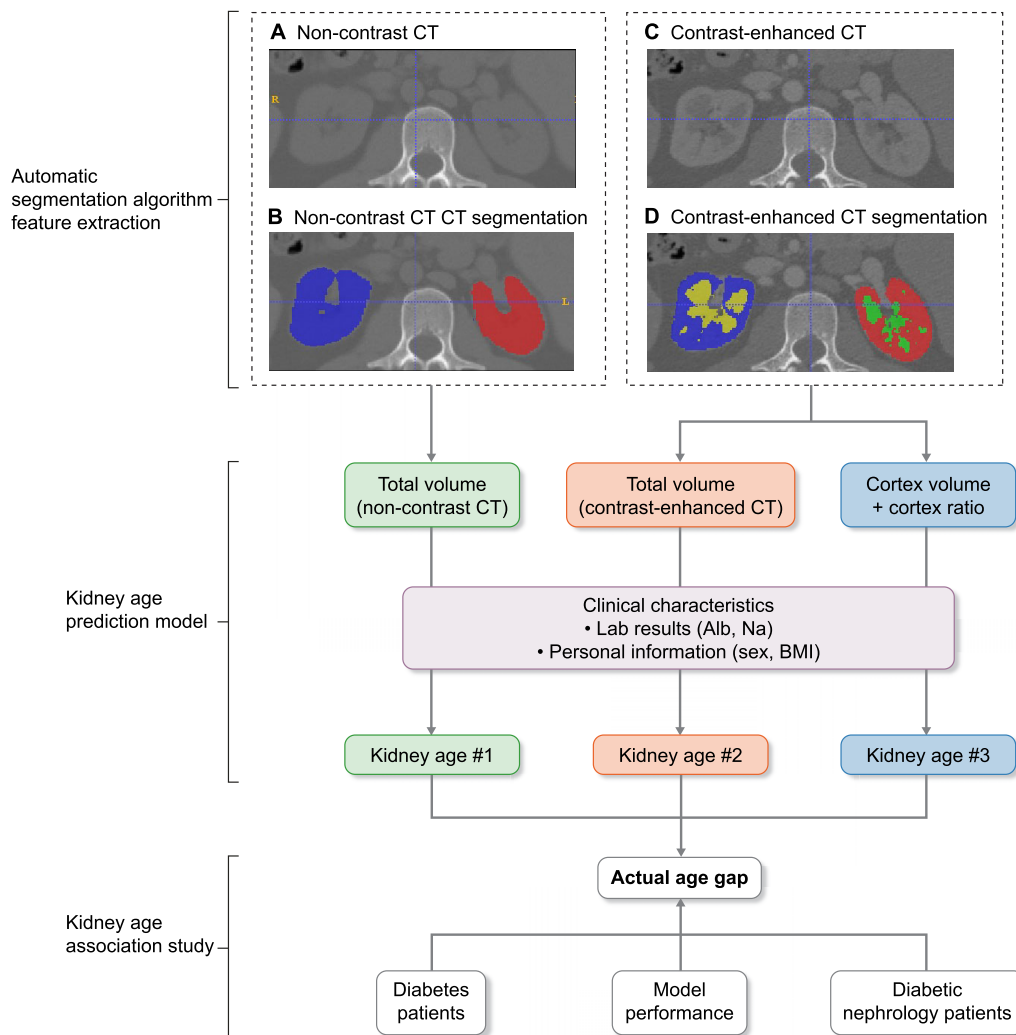 A Non-contrast CT
R
B Non-contrast CT CT segmentation
L
C Contrast-enhanced CT
D Contrast-enhanced CT segmentation
Automatic
segmentation algorithm
feature extraction
Total volume
(non-contrast CT)
Total volume
(contrast-enhanced CT)
Cortex volume
+ cortex ratio
Kidney age
prediction model
Clinical characteristics
• Lab results (Alb, Na)
• Personal information (sex, BMI)
Kidney age #1
Kidney age #2
Kidney age #3
Actual age gap
Kidney age
association study
Diabetes
patients
Model
performance
Diabetic
nephrology patients